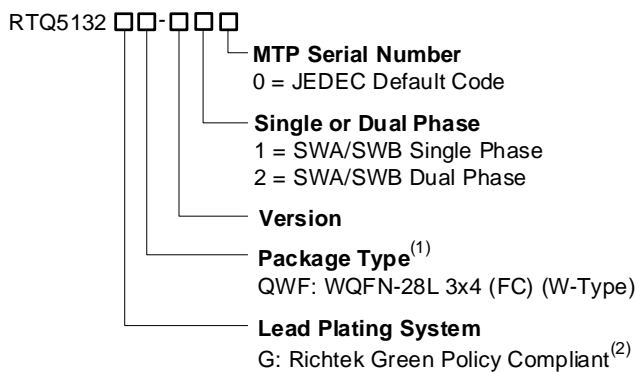 RTQ5132 □□-□□□
MTP Serial Number
0 = JEDEC Default Code
Single or Dual Phase
1 = SWA/SWB Single Phase
2 = SWA/SWB Dual Phase
Version
Package Type(1)
QWF: WQFN-28L 3x4 (FC) (W-Type)
Lead Plating System
G: Richtek Green Policy Compliant(2)